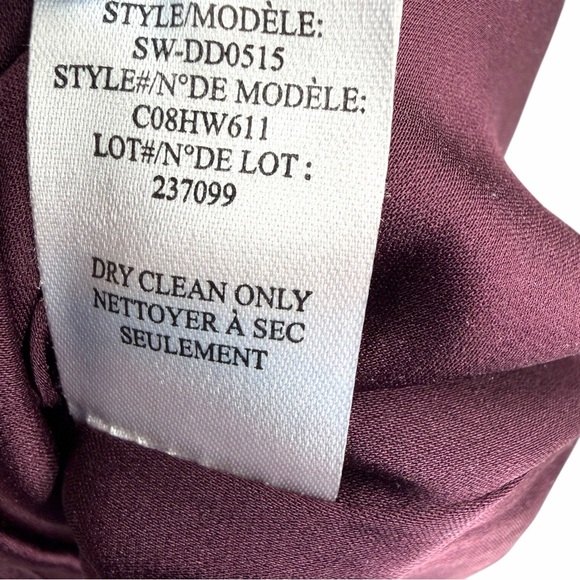 STYLE/MODÈLE:
SW-DD0515
STYLE#/N°DE MODÈLE:
C08HW611
LOT#/N°DE LOT :
237099
DRY CLEAN ONLY
NETTOYER À SEC
SEULEMENT